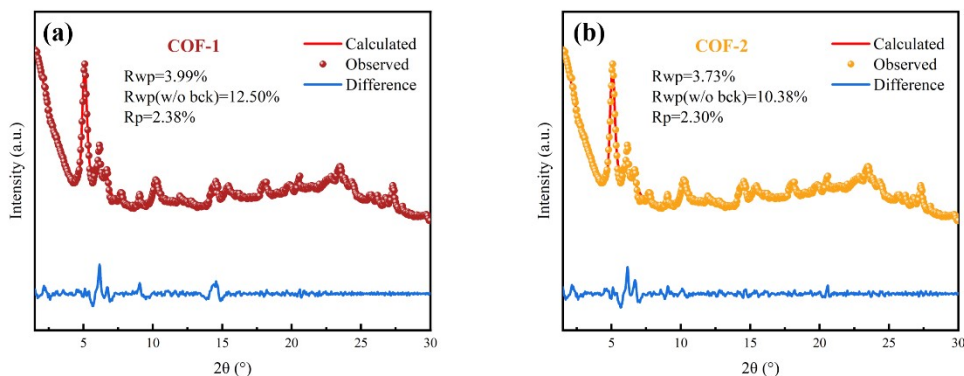 (a)
COF-1
Calculated
Observed
Difference
Rwp=3.99%
Rwp(w/o bck)=12.50%
Rp=2.38%
Intensity (a.u.)
5
10
15
20
25
30
2θ (°)
(b)
COF-2
Calculated
Observed
Difference
Rwp=3.73%
Rwp(w/o bck)=10.38%
Rp=2.30%
Intensity (a.u.)
5
10
15
20
25
30
2θ (°)